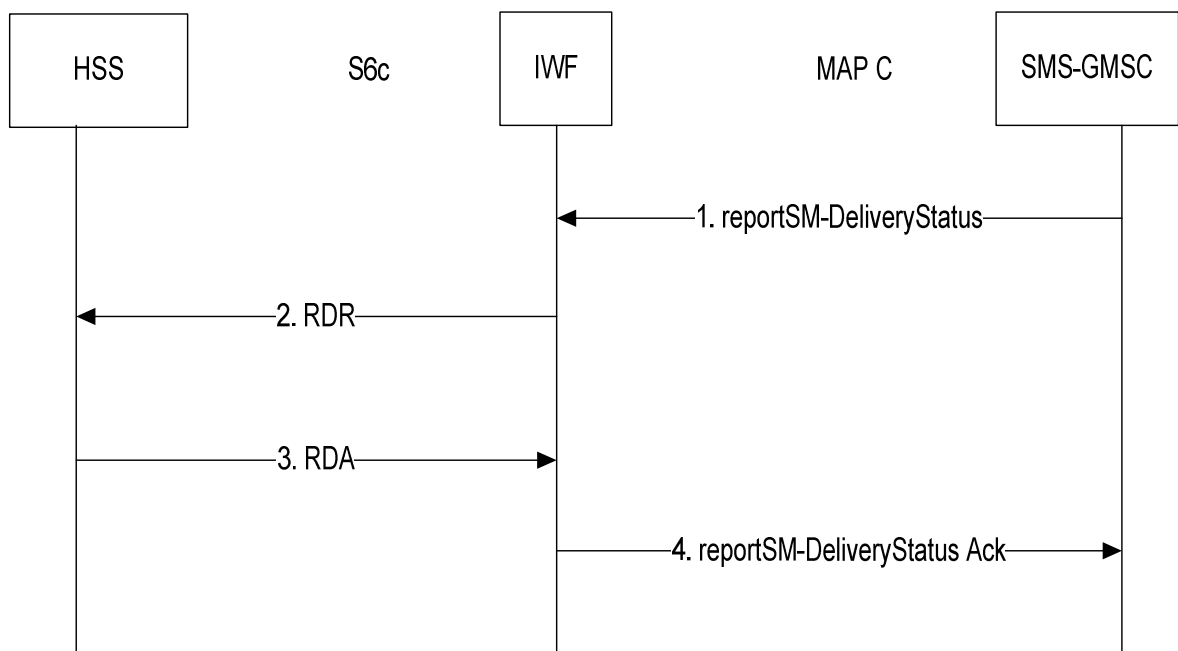 HSS
S6c
IWF
MAP C
SMS-GMSC
1. reportSM-DeliveryStatus
2. RDR
3. RDA
4. reportSM-DeliveryStatus Ack